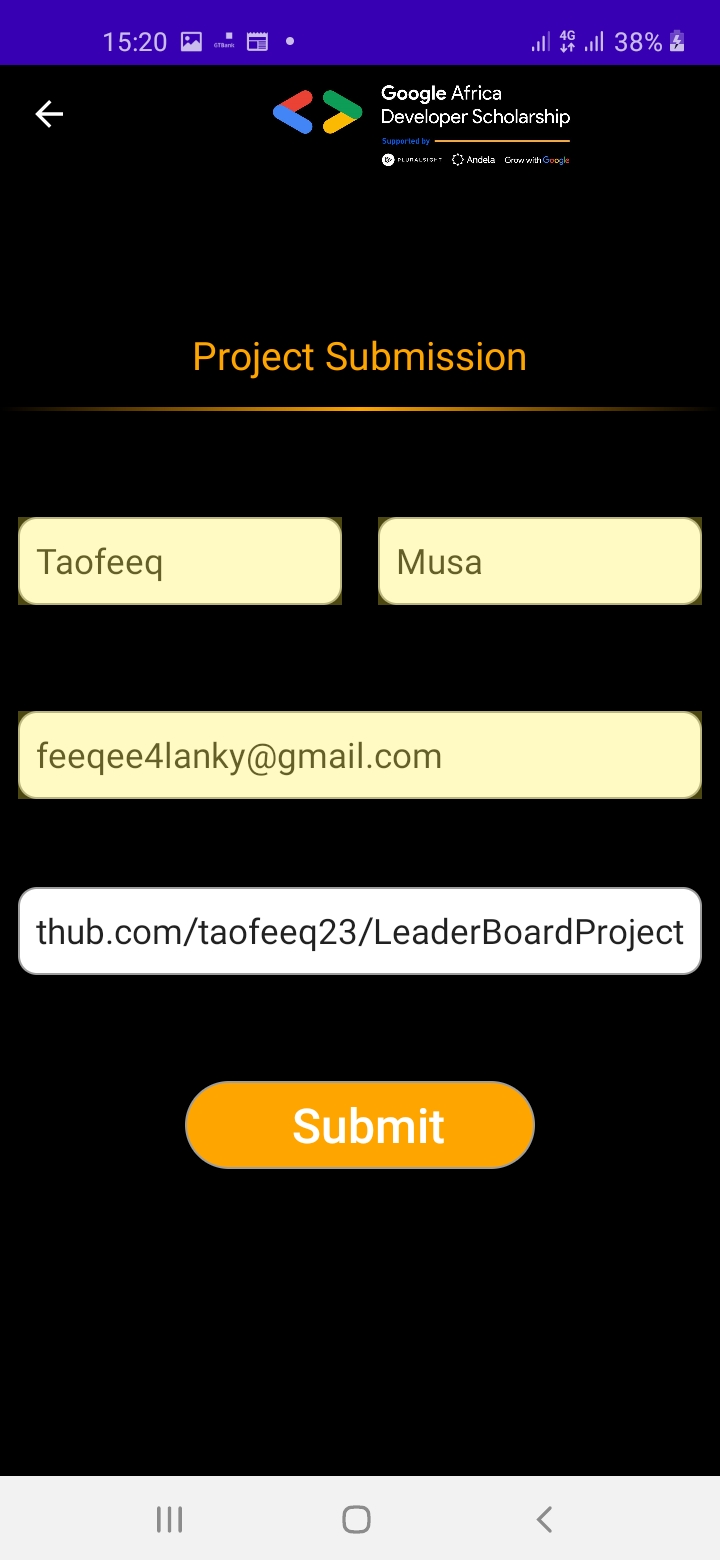 15:20 GTBank 4G 38%
Google Africa
Developer Scholarship
Supported by
PLURALSIGHT Andela Grow with Google
Project Submission
Taofeeq Musa
feeqee4lanky@gmail.com
thub.com/taofeeq23/LeaderBoardProject
Submit